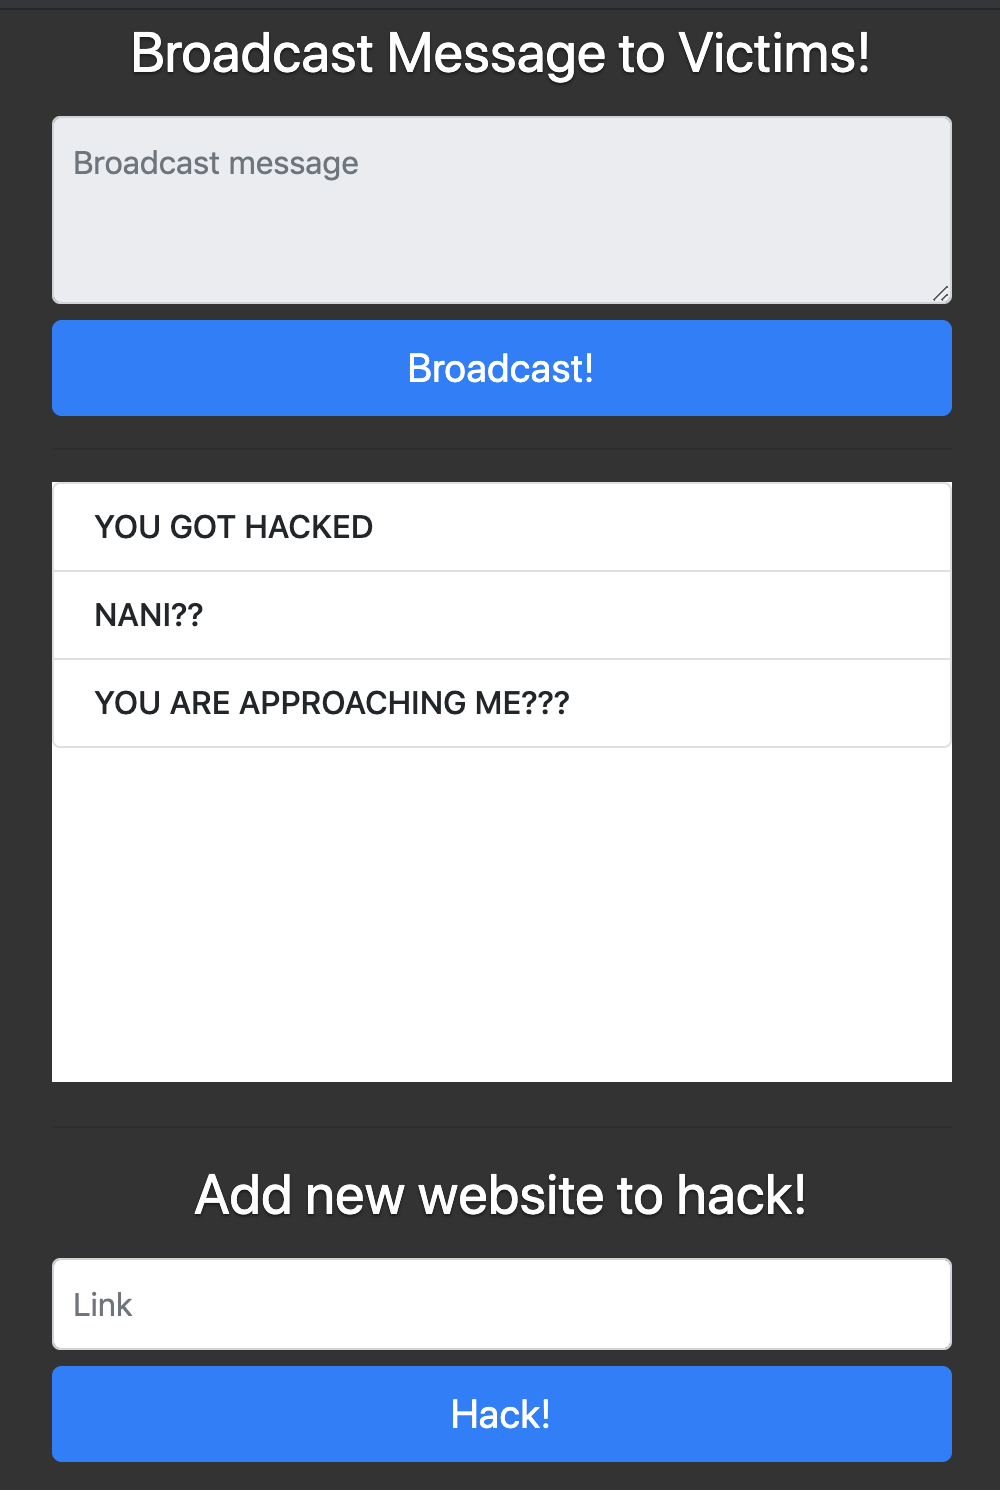 Broadcast Message to Victims!
Broadcast message
Broadcast!
YOU GOT HACKED
NANI??
YOU ARE APPROACHING ME???
Add new website to hack!
Link
Hack!